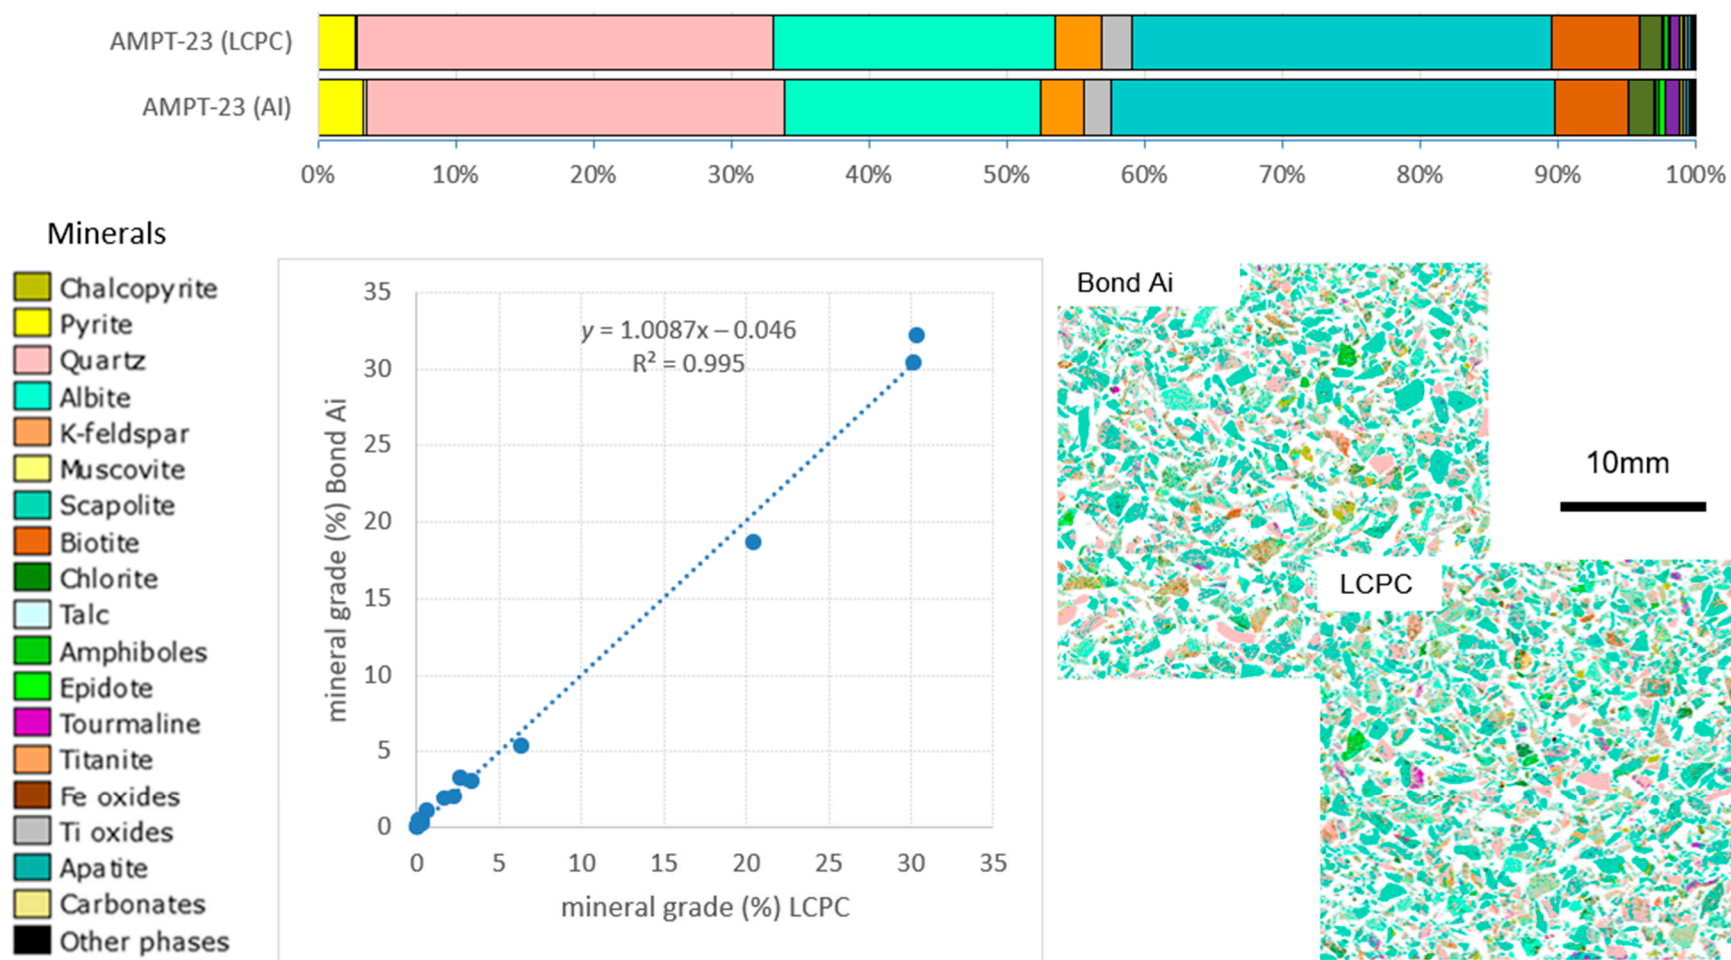 AMPT-23 (LCPC)
AMPT-23 (AI)
0% 10% 20% 30% 40% 50% 60% 70% 80% 90% 100%
Minerals
Chalcopyrite
Pyrite
Quartz
Albite
K-feldspar
Muscovite
Scapolite
Biotite
Chlorite
Talc
Amphiboles
Epidote
Tourmaline
Titanite
Fe oxides
Ti oxides
Apatite
Carbonates
Other phases
mineral grade (%) Bond Ai
35
30
25
20
15
10
5
0
y = 1.0087x – 0.046
R² = 0.995
0 5 10 15 20 25 30 35
mineral grade (%) LCPC
Bond Ai
10mm
LCPC